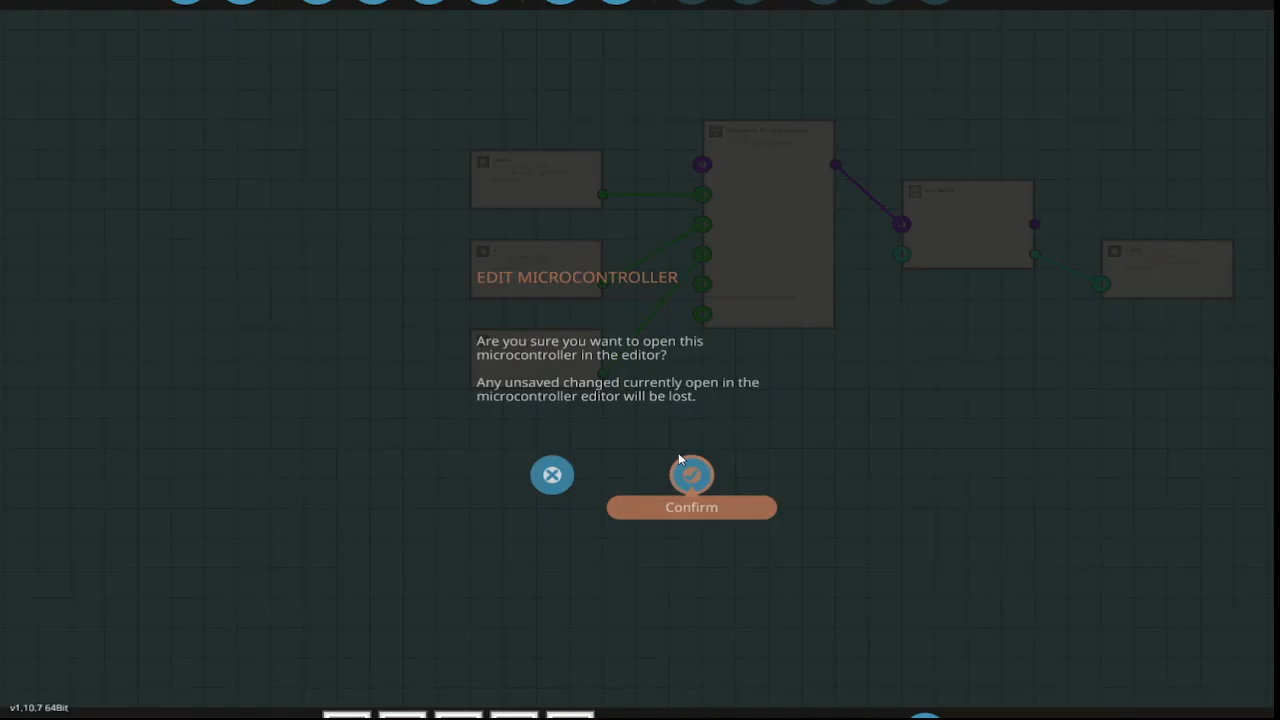 EDIT MICROCONTROLLER
Are you sure you want to open this
microcontroller in the editor?
Any unsaved changed currently open in the
microcontroller editor will be lost.
Confirm
v1.10.7 64Bit